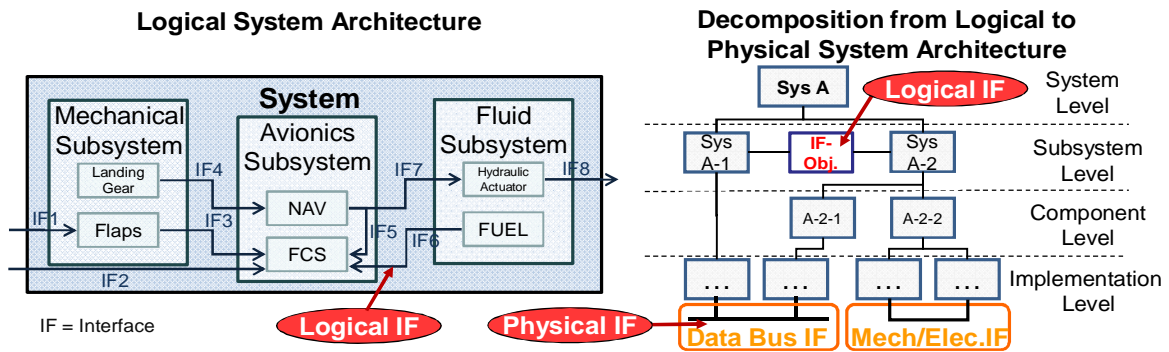 Logical System Architecture
System
Mechanical
Subsystem
Landing
Gear
Flaps
Avionics
Subsystem
NAV
FCS
Fluid
Subsystem
Hydraulic
Actuator
FUEL
IF1
IF2
IF3
IF4
IF5
IF6
IF7
IF8
IF = Interface
Logical IF
Decomposition from Logical to
Physical System Architecture
Sys A
Logical IF
System
Level
Sys
A-1
IF-
Obj.
Sys
A-2
Subsystem
Level
A-2-1
A-2-2
Component
Level
...
...
...
...
Implementation
Level
Physical IF
Data Bus IF
Mech/Elec.IF